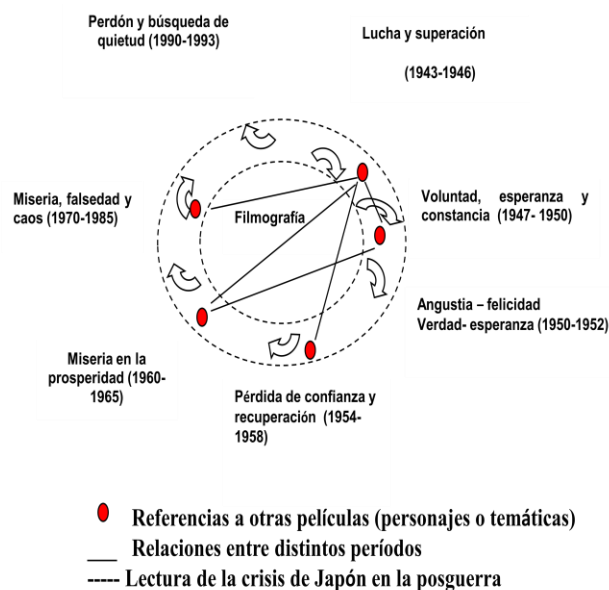 Perdón y búsqueda de
quietud (1990-1993)
Lucha y superación
(1943-1946)
Miseria, falsedad y
caos (1970-1985)
Filmografía
Voluntad, esperanza y
constancia (1947- 1950)
Angustia – felicidad
Verdad- esperanza (1950-1952)
Miseria en la
prosperidad (1960-
1965)
Pérdida de confianza y
recuperación (1954-
1958)
Referencias a otras películas (personajes o temáticas)
Relaciones entre distintos períodos
Lectura de la crisis de Japón en la posguerra